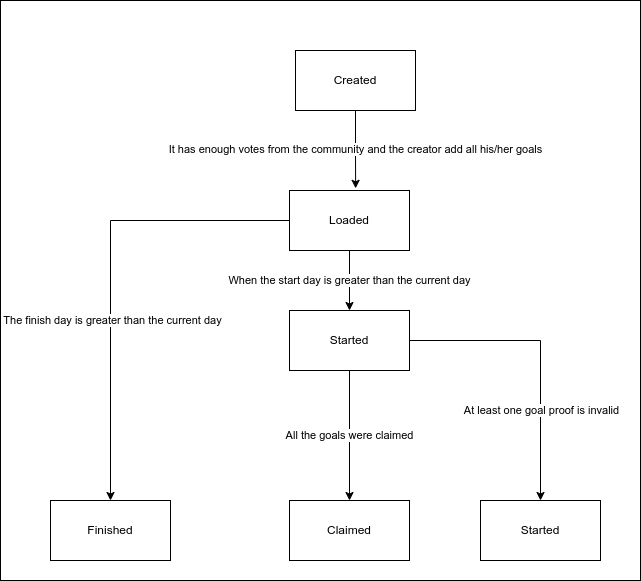 Created
It has enough votes from the community and the creator add all his/her goals
Loaded
When the start day is greater than the current day
The finish day is greater than the current day
Started
At least one goal proof is invalid
All the goals were claimed
Finished
Claimed
Started